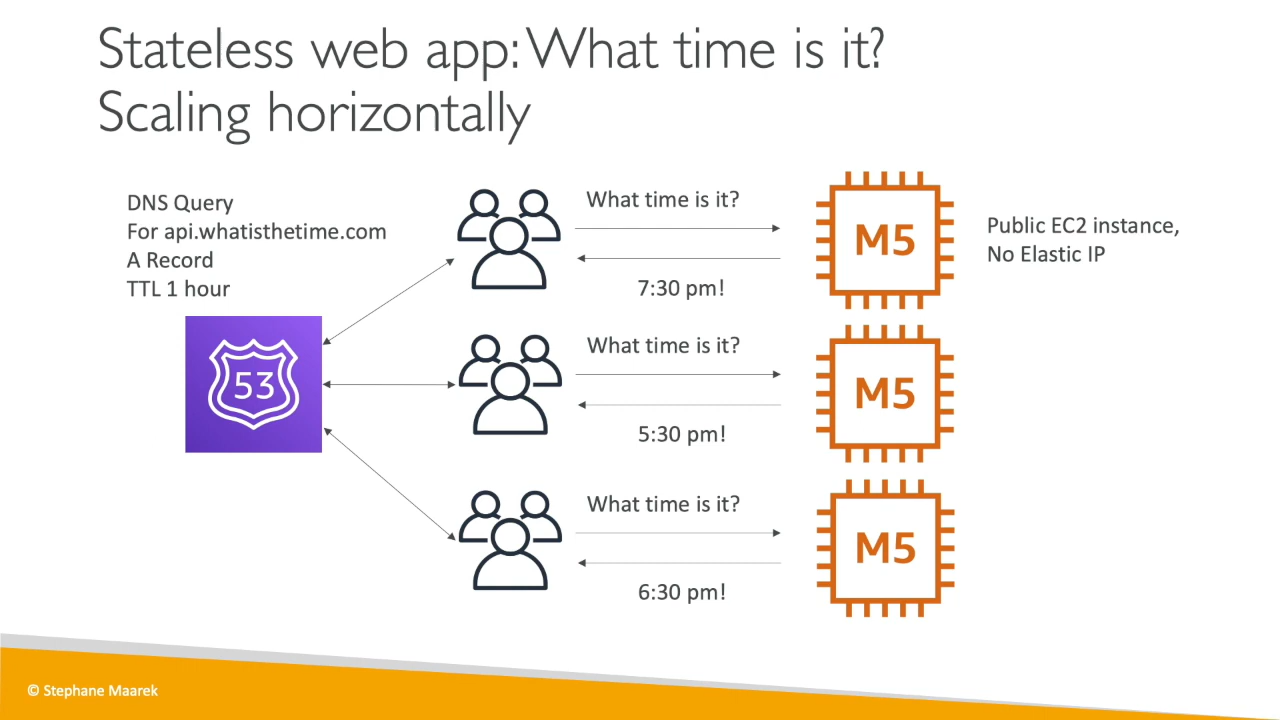 Stateless web app: What time is it?
Scaling horizontally
DNS Query
For api.whatisthetime.com
A Record
TTL 1 hour
53
What time is it?
7:30 pm!
M5
Public EC2 instance,
No Elastic IP
What time is it?
5:30 pm!
M5
What time is it?
6:30 pm!
M5
© Stephane Maarek